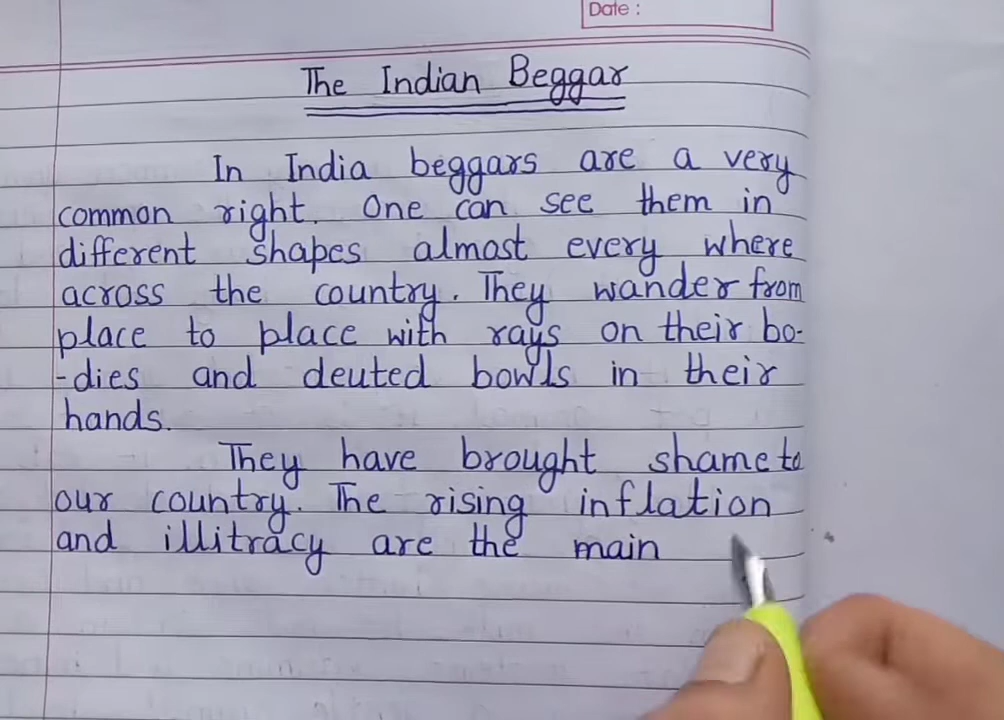 Date :
The Indian Beggar
In India beggars are a very
common right. One can see them in
different shapes almost every where
across the country. They wander from
place to place with rays on their bo-
-dies and deuted bowls in their
hands.
They have brought shame to
our country. The rising inflation
and illitracy are the main